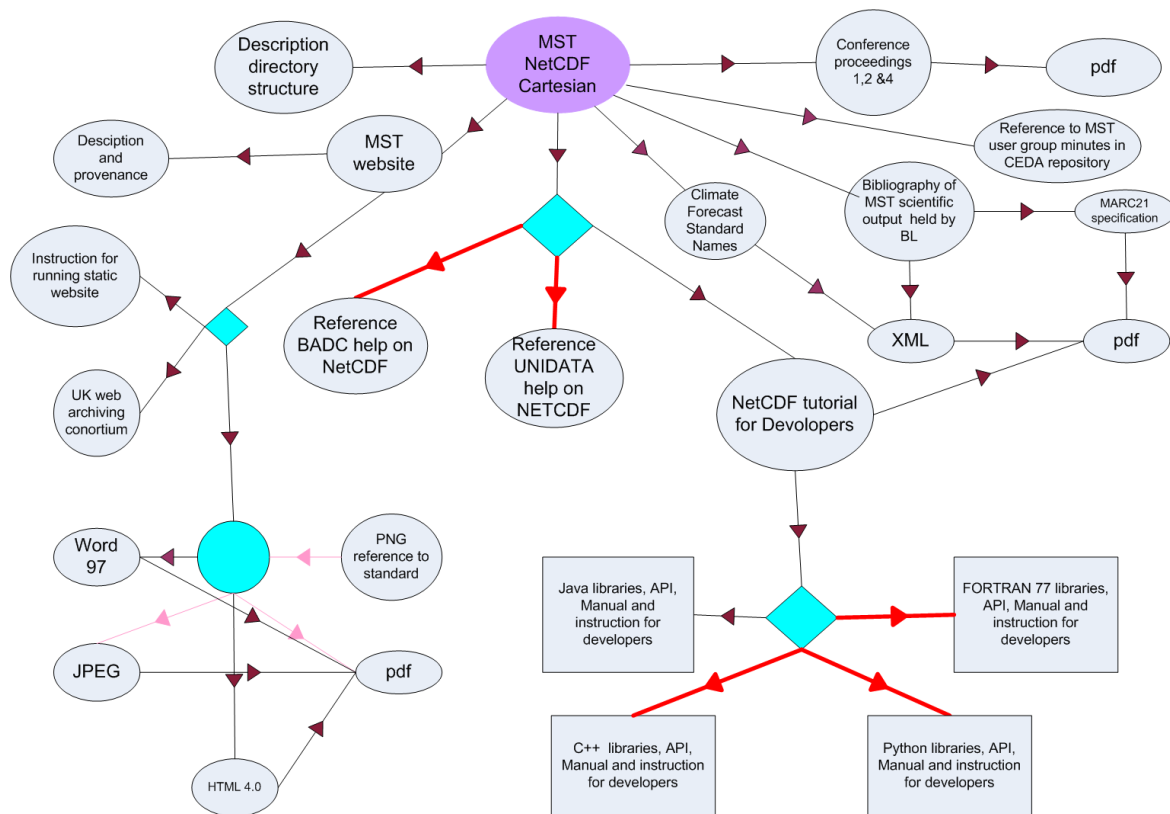 Description
directory
structure
MST
NetCDF
Cartesian
Conference
proceedings
1,2 &4
pdf
Desciption
and
provenance
MST
website
Reference to MST
user group minutes in
CEDA repository
Climate
Forecast
Standard
Names
Bibliography of
MST scientific
output held by
BL
MARC21
specification
Instruction for
running static
website
Reference
BADC help on
NetCDF
Reference
UNIDATA
help on
NETCDF
XML
pdf
UK web
archiving
conortium
NetCDF tutorial
for Devolopers
Word
97
PNG
reference to
standard
JPEG
pdf
HTML 4.0
Java libraries, API,
Manual and
instruction for
developers
FORTRAN 77 libraries,
API, Manual and
instruction for
developers
C++ libraries, API,
Manual and instruction
for developers
Python libraries, API,
Manual and instruction
for developers